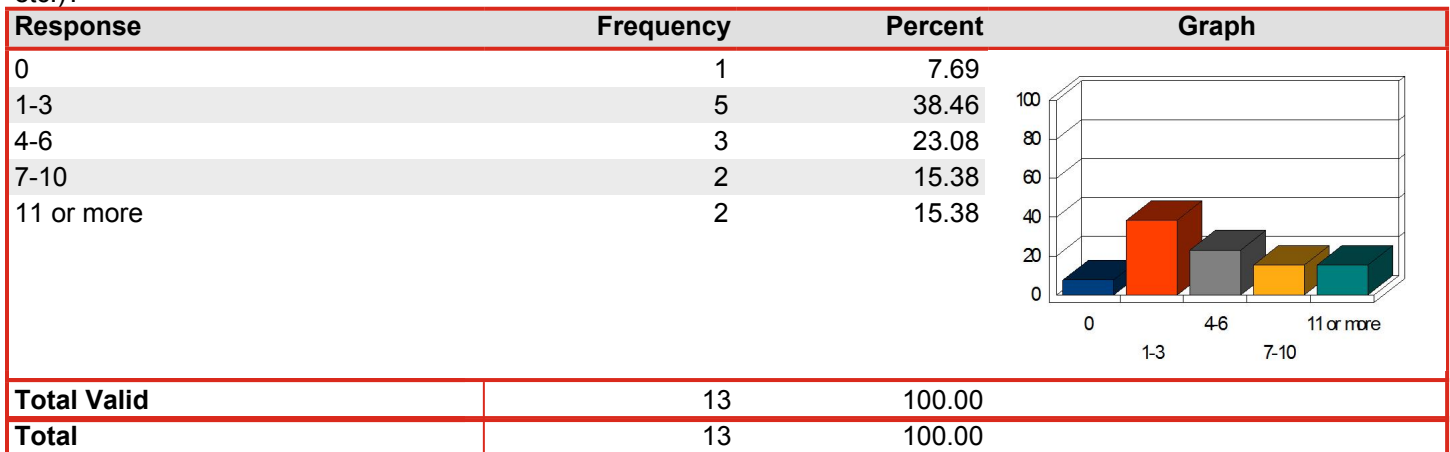 Response Frequency Percent Graph
0 1 7.69
1-3 5 38.46
4-6 3 23.08
7-10 2 15.38
11 or more 2 15.38
100
80
60
40
20
0
0 4-6 11 or more
1-3 7-10
Total Valid 13 100.00
Total 13 100.00